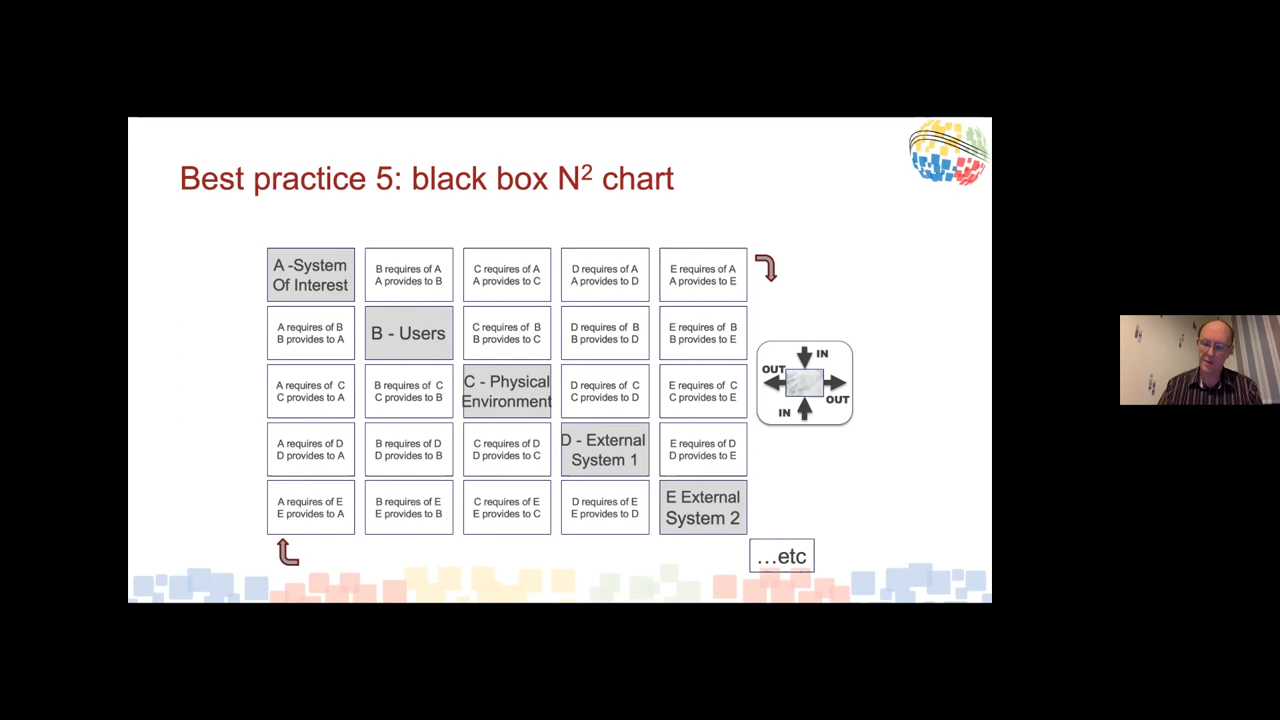 Best practice 5: black box N² chart
A -System
Of Interest
B requires of A
A provides to B
C requires of A
A provides to C
D requires of A
A provides to D
E requires of A
A provides to E
A requires of B
B provides to A
B - Users
C requires of B
B provides to C
D requires of B
B provides to D
E requires of B
B provides to E
A requires of C
C provides to A
B requires of C
C provides to B
C - Physical
Environment
D requires of C
C provides to D
E requires of C
C provides to E
A requires of D
D provides to A
B requires of D
D provides to B
C requires of D
D provides to C
D - External
System 1
E requires of D
D provides to E
A requires of E
E provides to A
B requires of E
E provides to B
C requires of E
E provides to C
D requires of E
E provides to D
E External
System 2
IN
OUT
OUT
IN
...etc